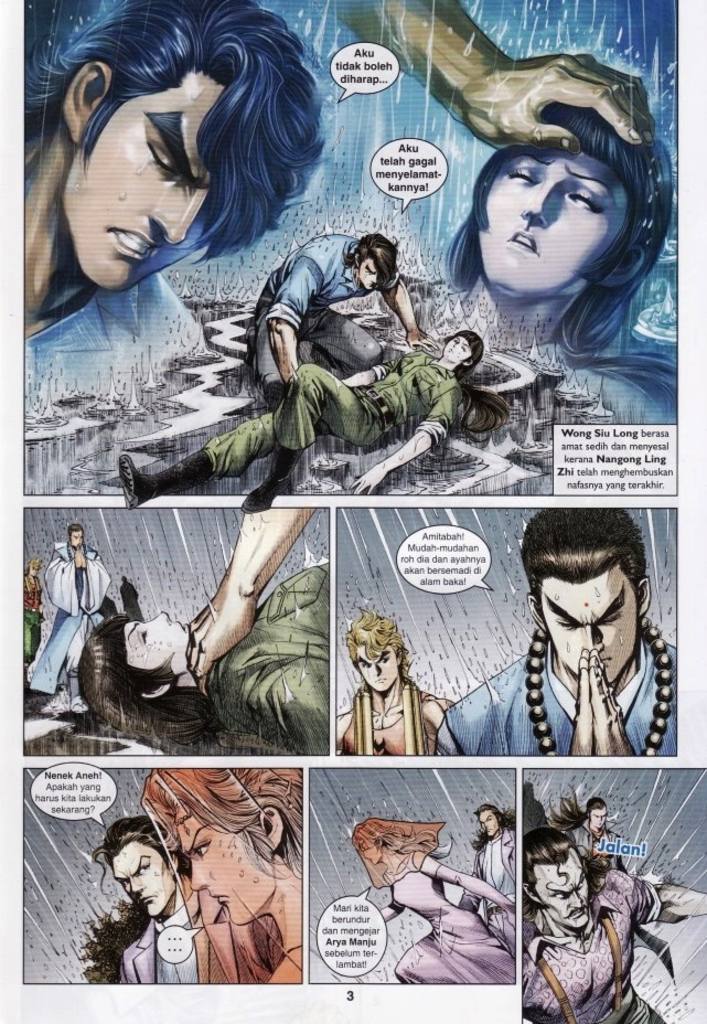 Aku
tidak boleh
diharap...
Aku
telah gagal
menyelamat-
kannya!
Wong Siu Long berasa
amat sedih dan menyesal
kerana Nangong Ling
Zhi telah menghembuskan
nafasnya yang terakhir.
Amitabah!
Mudah-mudahan
roh dia dan ayahnya
akan bersemadi di
alam baka!
Nenek Aneh!
Apakah yang
harus kita lakukan
sekarang?
...
...
Mari kita
berundur
dan mengejar
Arya Manju
sebelum ter-
lambat!
Jalan!
3